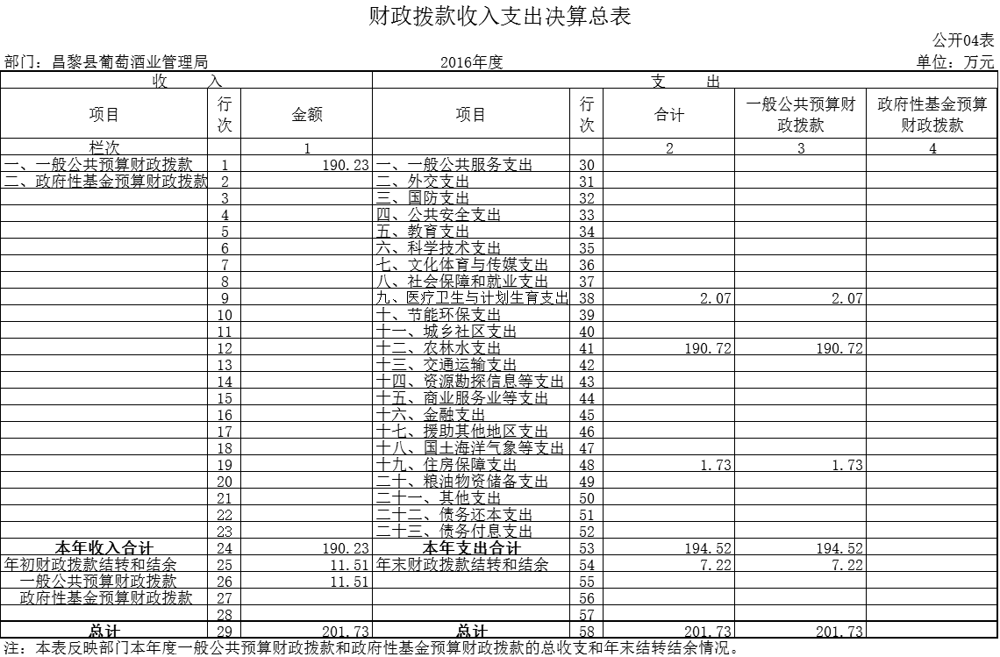 财政拨款收入支出决算总表
公开04表
部门：昌黎县葡萄酒业管理局 2016年度 单位：万元
收 入 支 出
项目 行次 金额 项目 行次 合计 一般公共预算财政拨款 政府性基金预算财政拨款
栏次 1 2 3 4
一、一般公共预算财政拨款 1 190.23 一、一般公共服务支出 30
二、政府性基金预算财政拨款 2 二、外交支出 31
3 三、国防支出 32
4 四、公共安全支出 33
5 五、教育支出 34
6 六、科学技术支出 35
7 七、文化体育与传媒支出 36
8 八、社会保障和就业支出 37
9 九、医疗卫生与计划生育支出 38 2.07 2.07
10 十、节能环保支出 39
11 十一、城乡社区支出 40
12 十二、农林水支出 41 190.72 190.72
13 十三、交通运输支出 42
14 十四、资源勘探信息等支出 43
15 十五、商业服务业等支出 44
16 十六、金融支出 45
17 十七、援助其他地区支出 46
18 十八、国土海洋气象等支出 47
19 十九、住房保障支出 48 1.73 1.73
20 二十、粮油物资储备支出 49
21 二十一、其他支出 50
22 二十二、债务还本支出 51
23 二十三、债务付息支出 52
本年收入合计 24 190.23 本年支出合计 53 194.52 194.52
年初财政拨款结转和结余 25 11.51 年末财政拨款结转和结余 54 7.22 7.22
一般公共预算财政拨款 26 11.51 55
政府性基金预算财政拨款 27 56
28 57
总计 29 201.73 总计 58 201.73 201.73
注：本表反映部门本年度一般公共预算财政拨款和政府性基金预算财政拨款的总收支和年末结转结余情况。